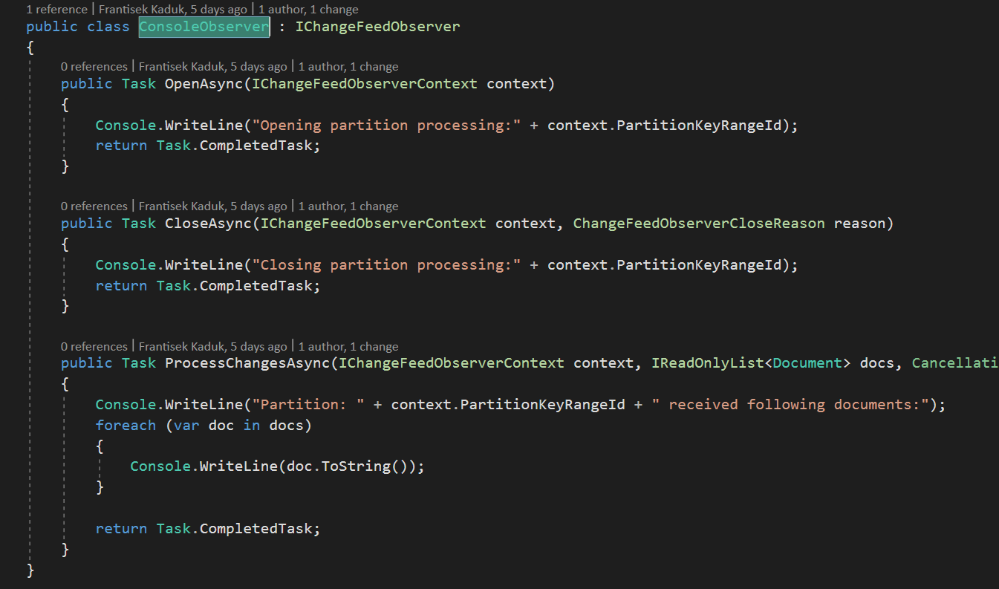 1 reference | Frantisek Kaduk, 5 days ago | 1 author, 1 change
public class ConsoleObserver : IChangeFeedObserver
{
0 references | Frantisek Kaduk, 5 days ago | 1 author, 1 change
public Task OpenAsync(IChangeFeedObserverContext context)
{
Console.WriteLine("Opening partition processing:" + context.PartitionKeyRangeId);
return Task.CompletedTask;
}
0 references | Frantisek Kaduk, 5 days ago | 1 author, 1 change
public Task CloseAsync(IChangeFeedObserverContext context, ChangeFeedObserverCloseReason reason)
{
Console.WriteLine("Closing partition processing:" + context.PartitionKeyRangeId);
return Task.CompletedTask;
}
0 references | Frantisek Kaduk, 5 days ago | 1 author, 1 change
public Task ProcessChangesAsync(IChangeFeedObserverContext context, IReadOnlyList<Document> docs, Cancellati
{
Console.WriteLine("Partition: " + context.PartitionKeyRangeId + " received following documents:");
foreach (var doc in docs)
{
Console.WriteLine(doc.ToString());
}
return Task.CompletedTask;
}
}